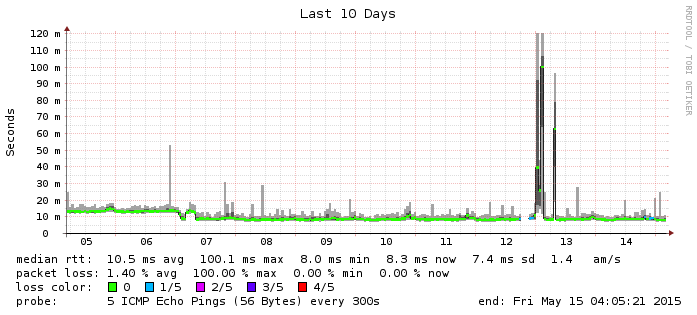 Last 10 Days
RRDTOOL / TOBI OETIKER
Seconds
120 m
110 m
100 m
90 m
80 m
70 m
60 m
50 m
40 m
30 m
20 m
10 m
0
05 06 07 08 09 10 11 12 13 14
median rtt: 10.5 ms avg 100.1 ms max 8.0 ms min 8.3 ms now 7.4 ms sd 1.4 am/s
packet loss: 1.40 % avg 100.00 % max 0.00 % min 0.00 % now
loss color: 0 1/5 2/5 3/5 4/5
probe: 5 ICMP Echo Pings (56 Bytes) every 300s end: Fri May 15 04:05:21 2015